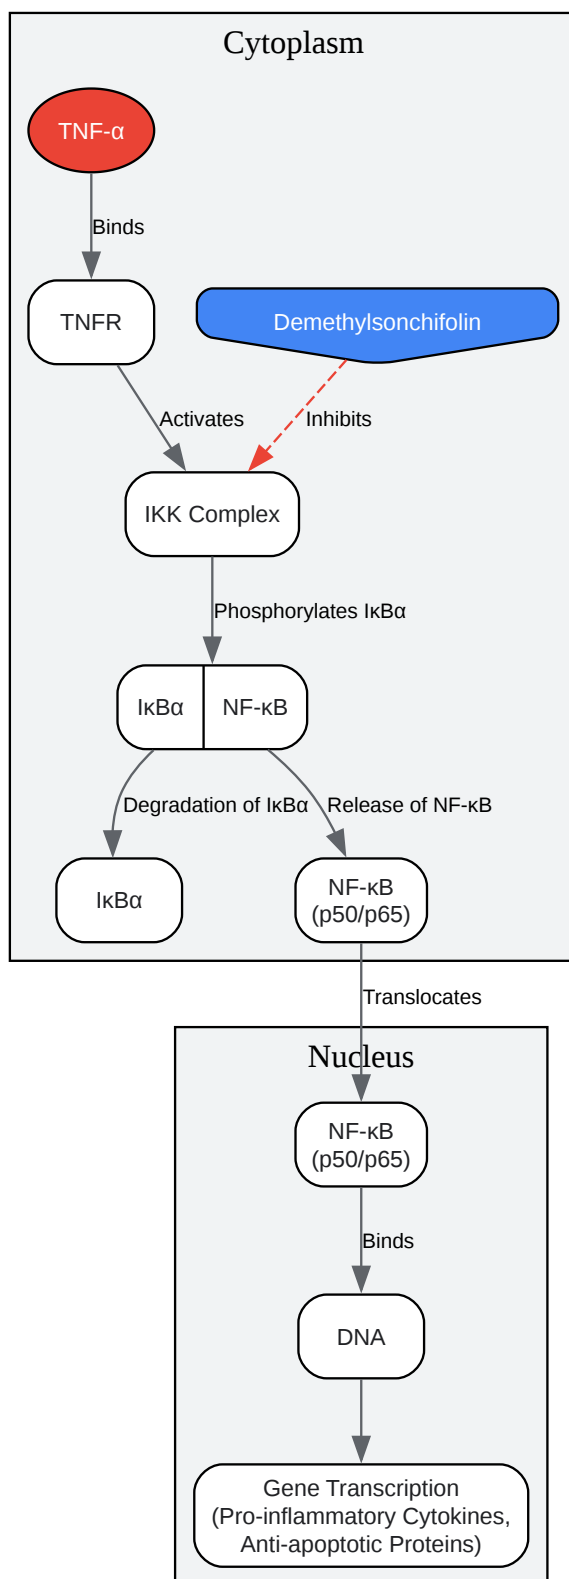 Cytoplasm
TNF-α
Binds
TNFR
Demethylsonchifolin
Activates
Inhibits
IKK Complex
Phosphorylates IκBα
IκBα
NF-κB
Degradation of IκBα
Release of NF-κB
IκBα
NF-κB
(p50/p65)
Translocates
Nucleus
NF-κB
(p50/p65)
Binds
DNA
Gene Transcription
(Pro-inflammatory Cytokines,
Anti-apoptotic Proteins)